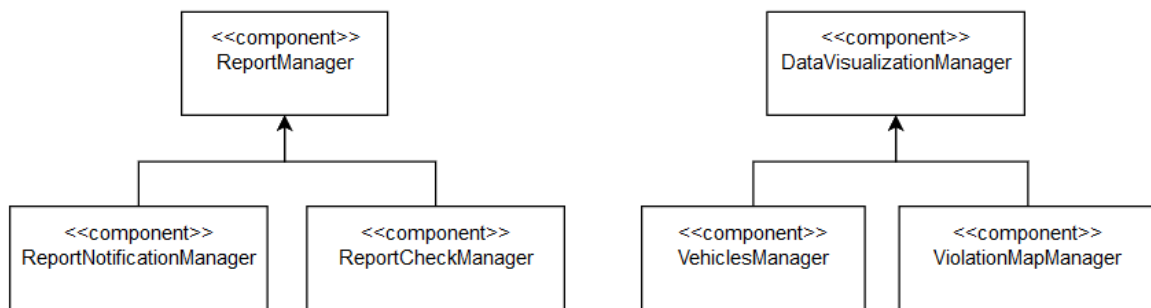 <<component>>
ReportManager
<<component>>
DataVisualizationManager
<<component>>
ReportNotificationManager
<<component>>
ReportCheckManager
<<component>>
VehiclesManager
<<component>>
ViolationMapManager